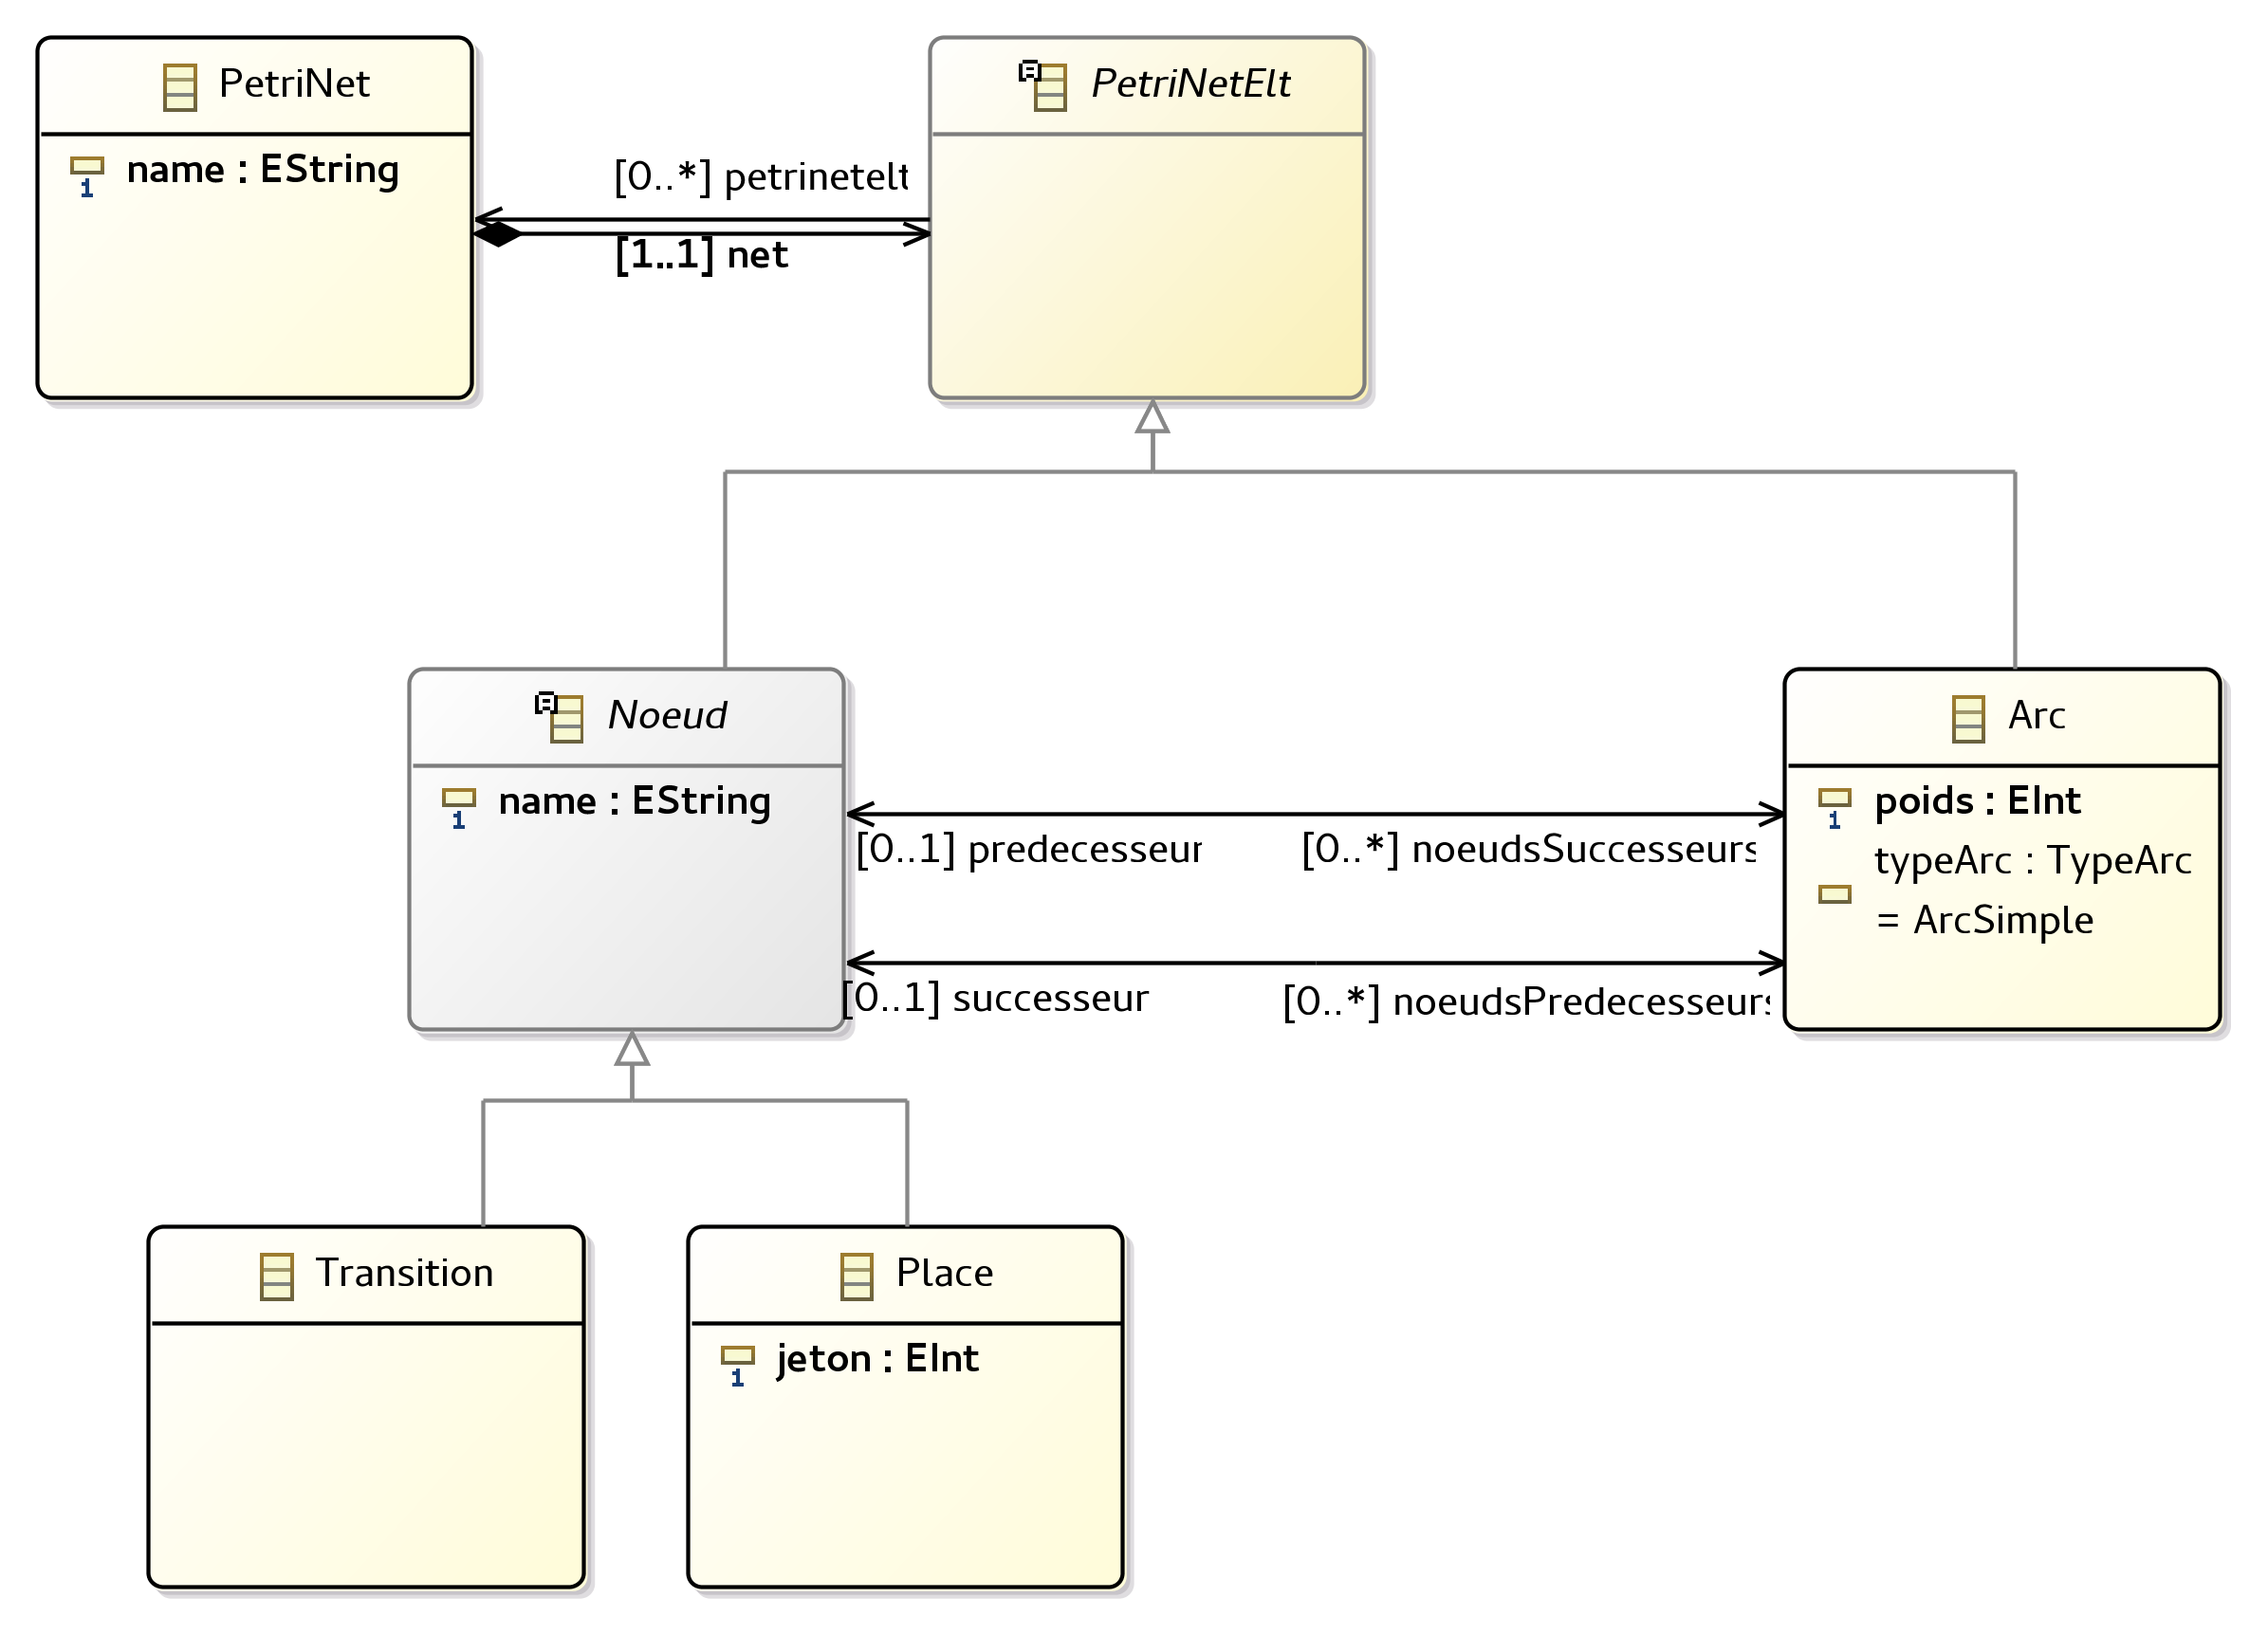 PetriNet
name : EString
1
[0..*] petrinetelt
[1..1] net
PetriNetElt
Noeud
name : EString
1
[0..1] predecesseur
[0..*] noeudsSuccesseurs
[0..1] successeur
[0..*] noeudsPredecesseurs
Arc
poids : EInt
1
typeArc : TypeArc
= ArcSimple
Transition
Place
jeton : EInt
1